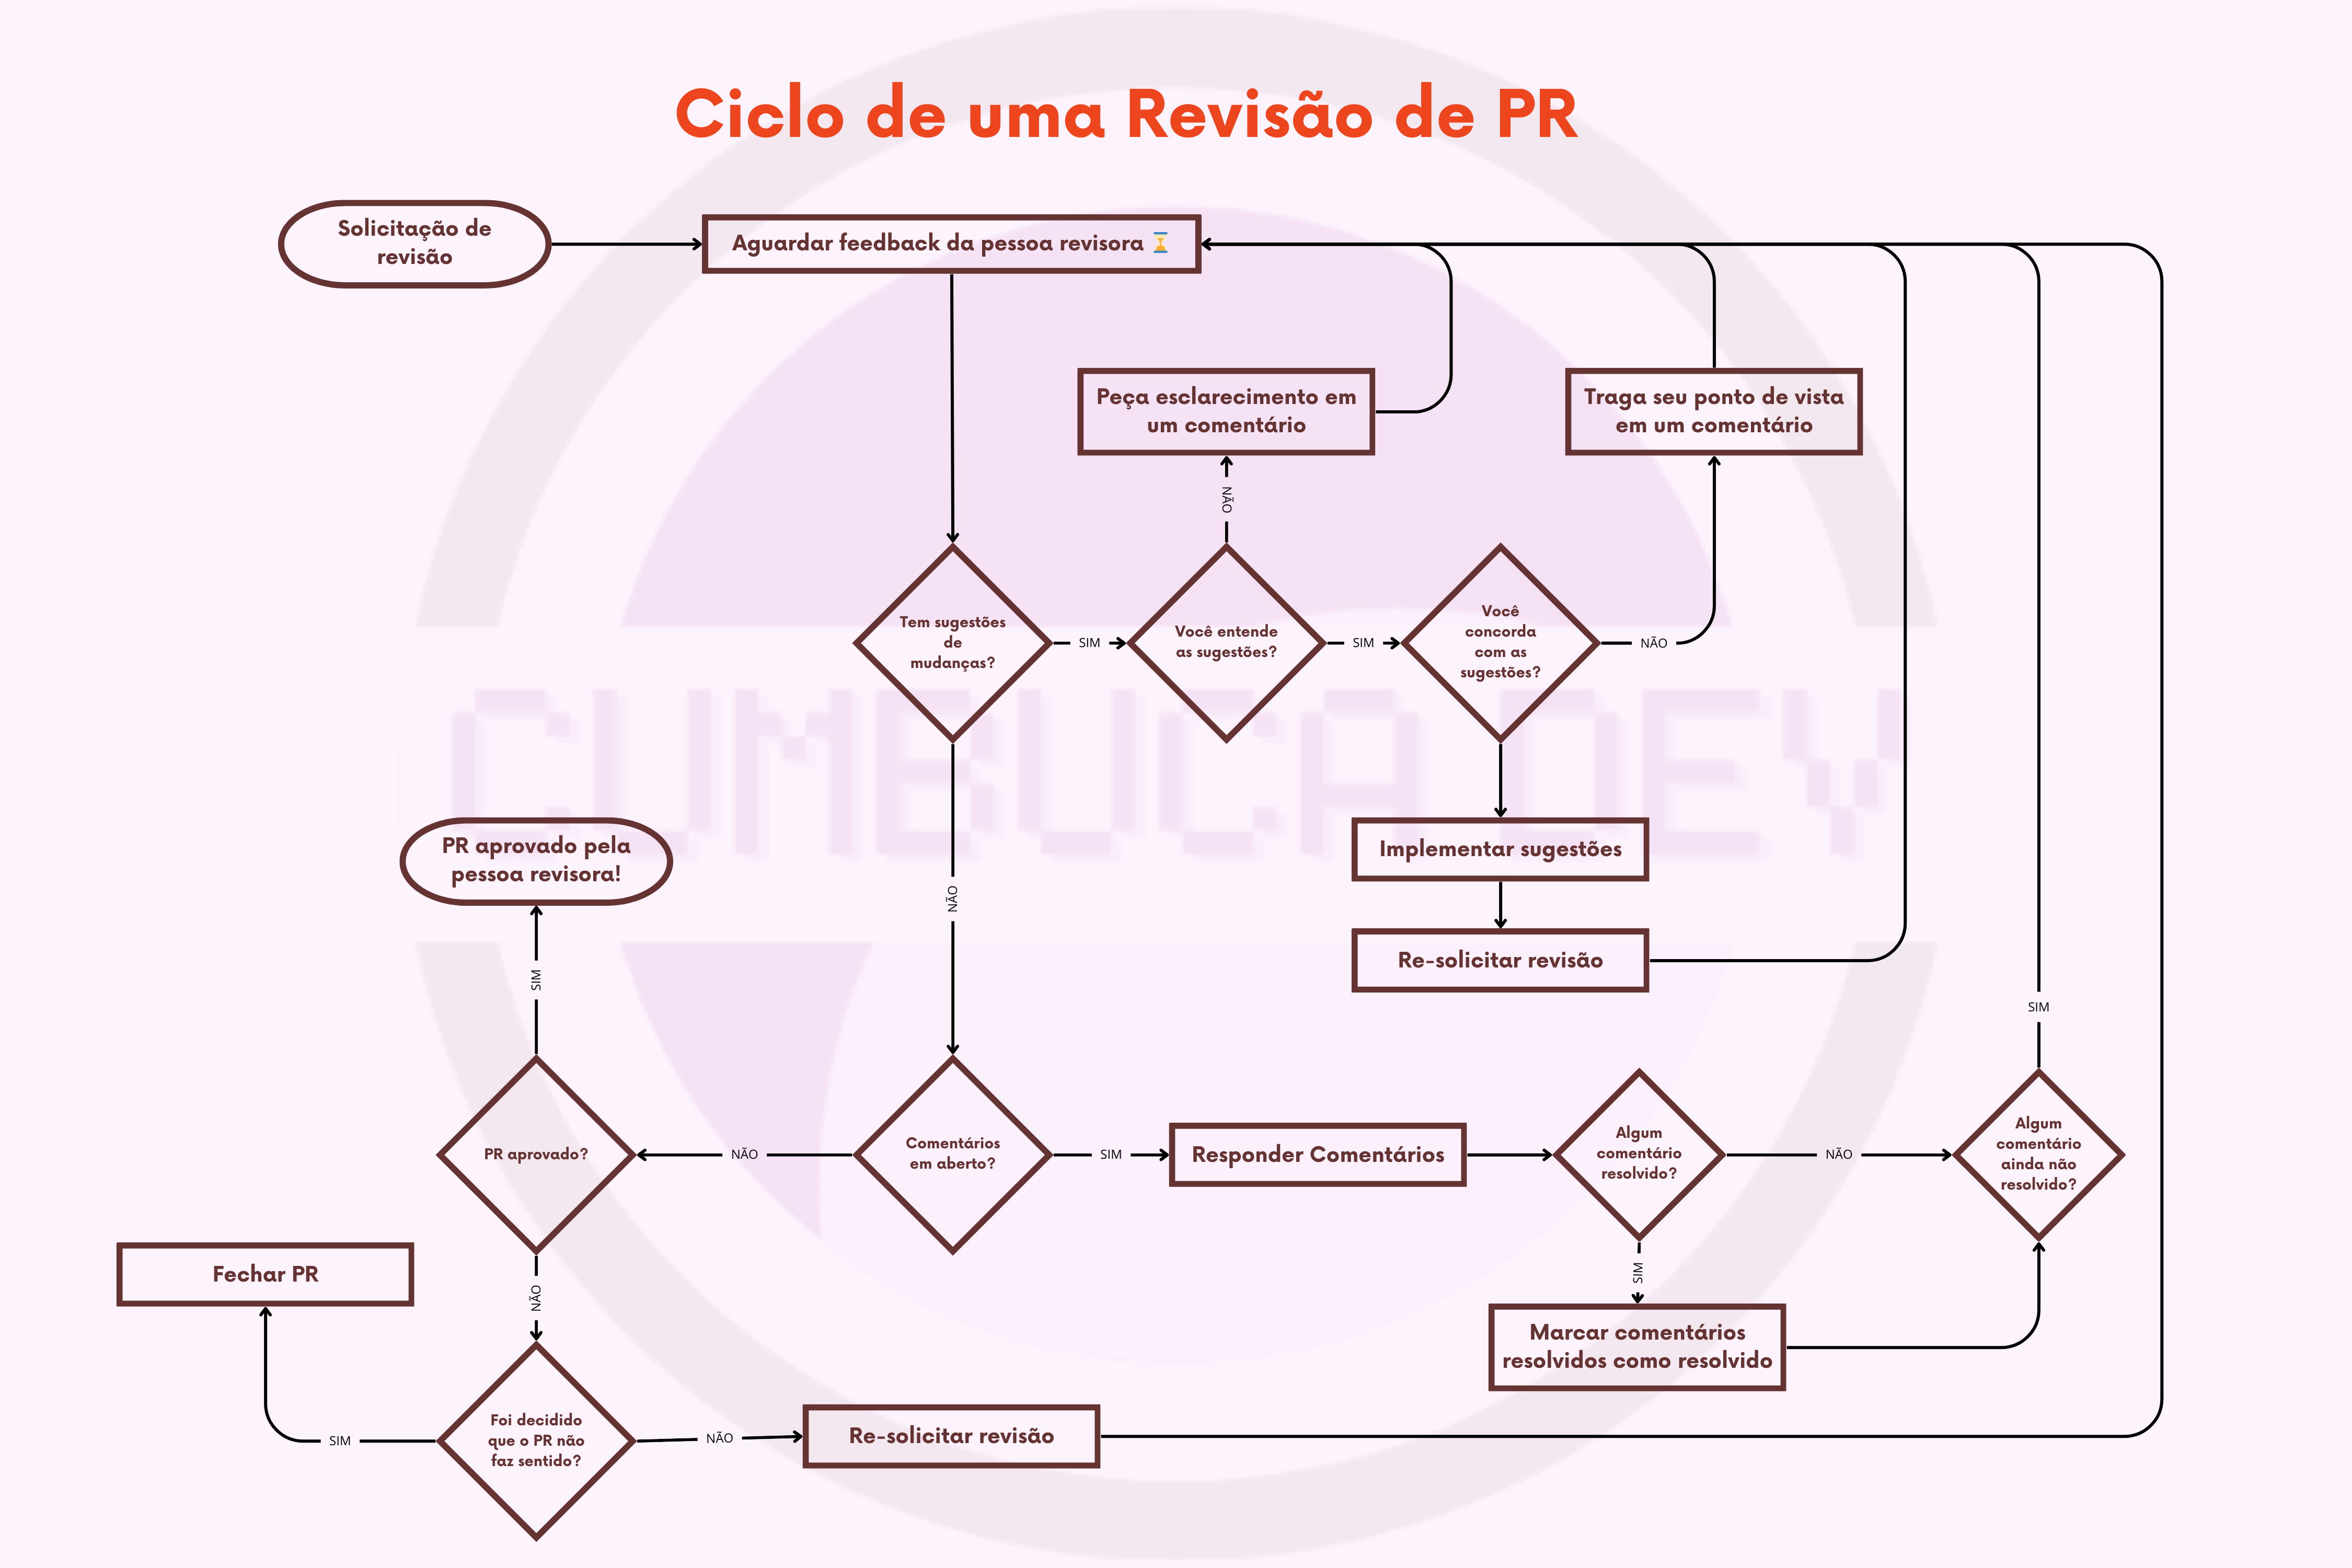 Ciclo de uma Revisão de PR
Solicitação de
revisão
Aguardar feedback da pessoa revisora ⏳
Peça esclarecimento em
um comentário
Traga seu ponto de vista
em um comentário
NÃO
Tem sugestões
de
mudanças?
SIM
Você entende
as sugestões?
SIM
Você
concorda
com as
sugestões?
NÃO
CUMBUCA DEV
PR aprovado pela
pessoa revisora!
Implementar sugestões
NÃO
Re-solicitar revisão
SIM
SIM
PR aprovado?
NÃO
Comentários
em aberto?
SIM
Responder Comentários
Algum
comentário
resolvido?
NÃO
Algum
comentário
ainda não
resolvido?
Fechar PR
NÃO
SIM
Marcar comentários
resolvidos como resolvido
SIM
Foi decidido
que o PR não
faz sentido?
NÃO
Re-solicitar revisão